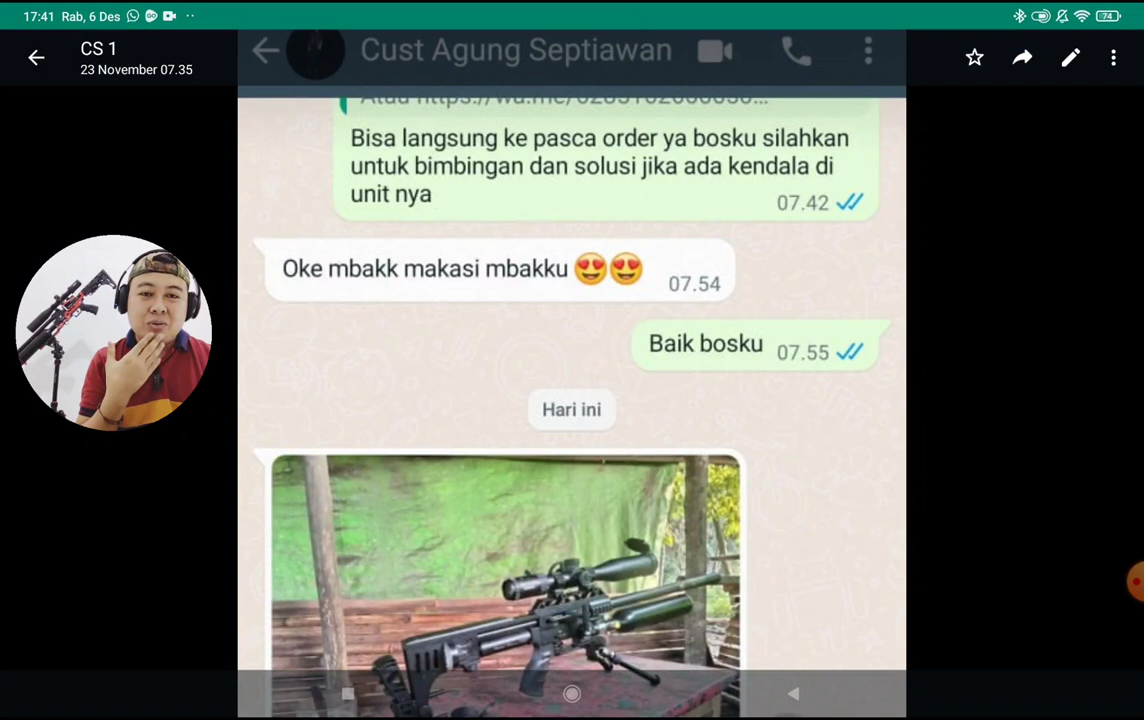 17:41 Rab, 6 Des
74
CS 1
23 November 07.35
Cust Agung Septiawan
Bisa langsung ke pasca order ya bosku silahkan
untuk bimbingan dan solusi jika ada kendala di
unit nya
07.42
Oke mbakk makasi mbakku 😍😍
07.54
Baik bosku
07.55
Hari ini